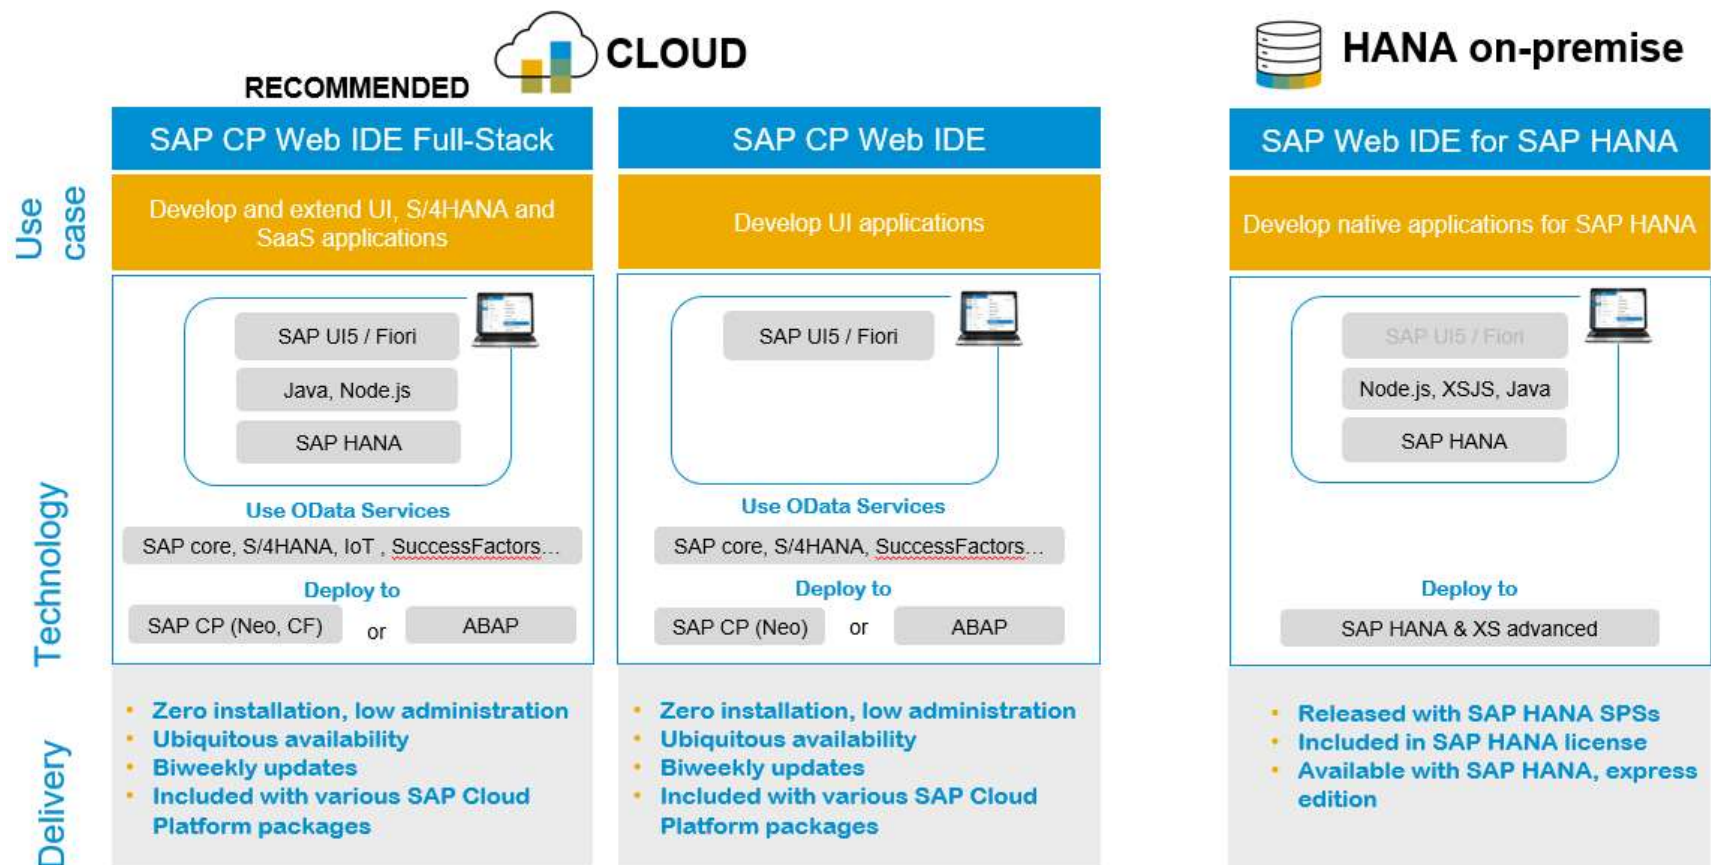 RECOMMENDED
CLOUD
HANA on-premise
SAP CP Web IDE Full-Stack
SAP CP Web IDE
SAP Web IDE for SAP HANA
Use
case
Develop and extend UI, S/4HANA and
SaaS applications
Develop UI applications
Develop native applications for SAP HANA
Technology
SAP UI5 / Fiori
Java, Node.js
SAP HANA
Use OData Services
SAP core, S/4HANA, IoT , SuccessFactors…
Deploy to
SAP CP (Neo, CF)
or
ABAP
SAP UI5 / Fiori
Use OData Services
SAP core, S/4HANA, SuccessFactors…
Deploy to
SAP CP (Neo)
or
ABAP
SAP UI5 / Fiori
Node.js, XSJS, Java
SAP HANA
Deploy to
SAP HANA & XS advanced
Delivery
• Zero installation, low administration
• Ubiquitous availability
• Biweekly updates
• Included with various SAP Cloud
Platform packages
• Zero installation, low administration
• Ubiquitous availability
• Biweekly updates
• Included with various SAP Cloud
Platform packages
• Released with SAP HANA SPSs
• Included in SAP HANA license
• Available with SAP HANA, express
edition